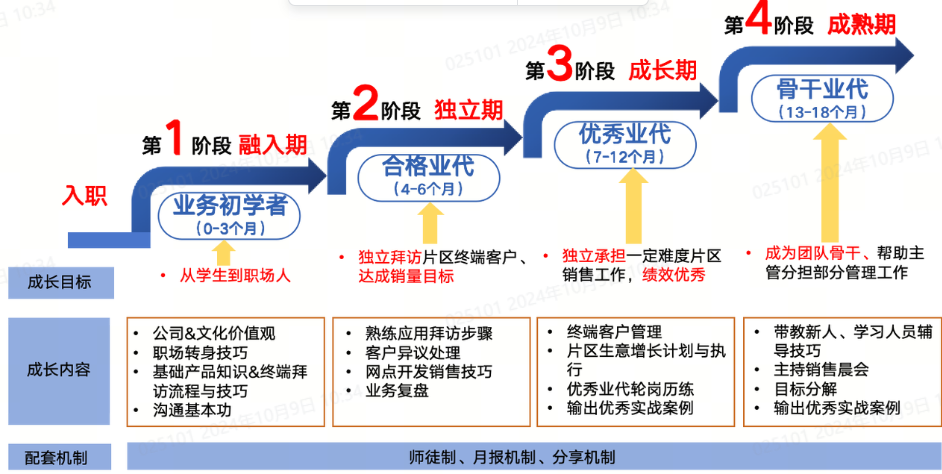 第4阶段 成熟期
骨干业代
(13-18个月)
第3阶段 成长期
优秀业代
(7-12个月)
第2阶段 独立期
合格业代
(4-6个月)
第1阶段 融入期
业务初学者
(0-3个月)
入职
成长目标
• 从学生到职场人
• 独立拜访片区终端客户、
达成销量目标
• 独立承担一定难度片区
销售工作，绩效优秀
• 成为团队骨干、帮助主
管分担部分管理工作
成长内容
• 公司&文化价值观
• 职场转身技巧
• 基础产品知识&终端拜
访流程与技巧
• 沟通基本功
• 熟练应用拜访步骤
• 客户异议处理
• 网点开发销售技巧
• 业务复盘
• 终端客户管理
• 片区生意增长计划与执
行
• 优秀业代轮岗历练
• 输出优秀实战案例
• 带教新人、学习人员辅
导技巧
• 主持销售晨会
• 目标分解
• 输出优秀实战案例
配套机制
师徒制、月报机制、分享机制
025101 2024年10月9日 10:34